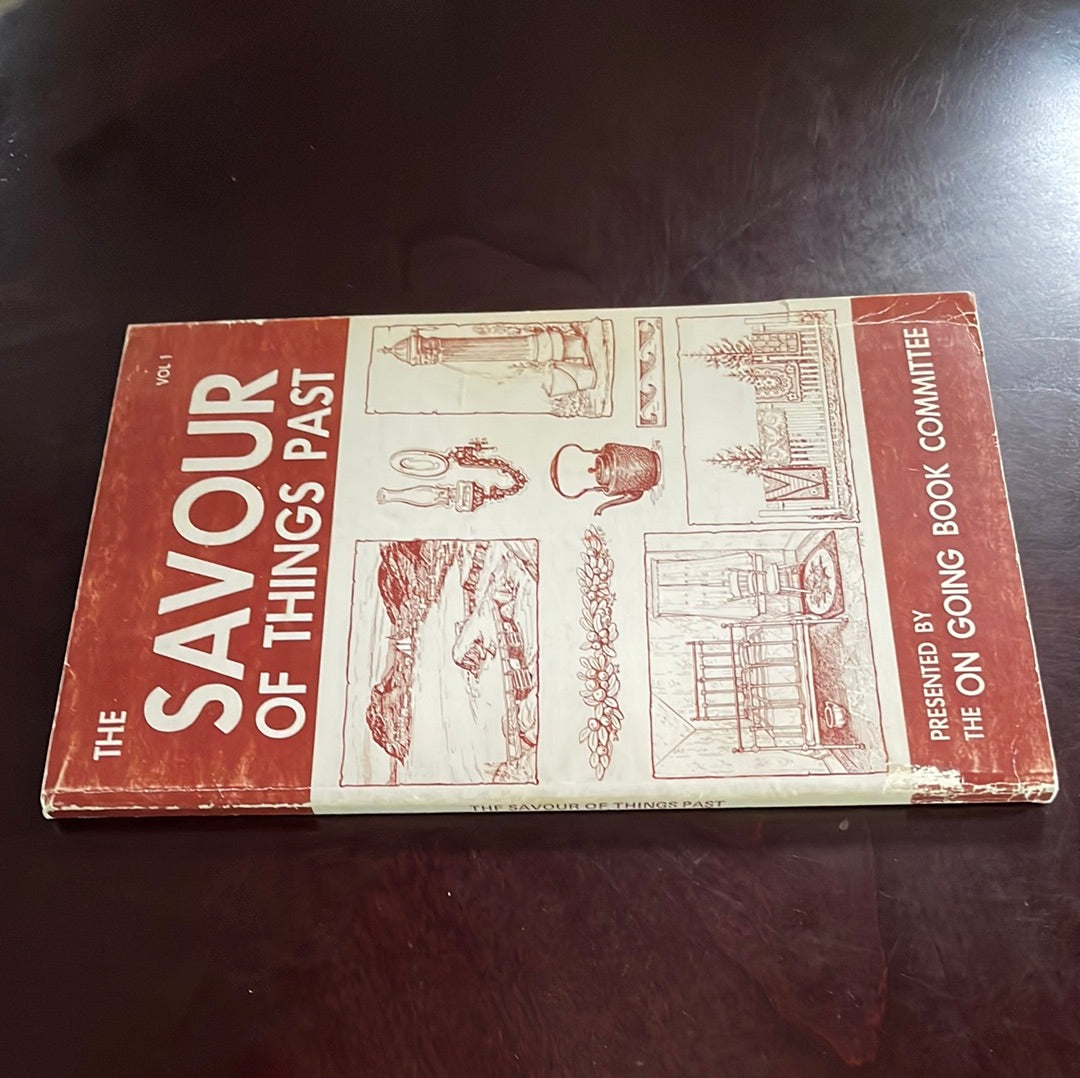 VOL 1
THE
SAVOUR
OF THINGS PAST
PRESENTED BY
THE ON GOING BOOK COMMITTEE
THE SAVOUR OF THINGS PAST